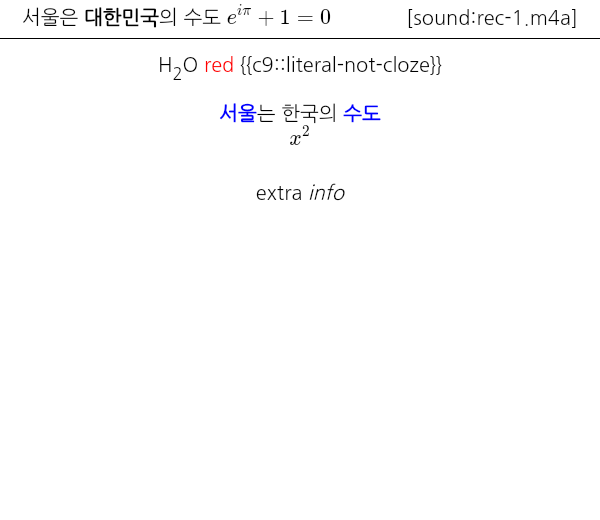 서울은 대한민국의 수도 e^{iπ} + 1 = 0 [sound:rec-1.m4a]
H₂O red {{c9::literal-not-cloze}}
서울는 한국의 수도
x²
extra info